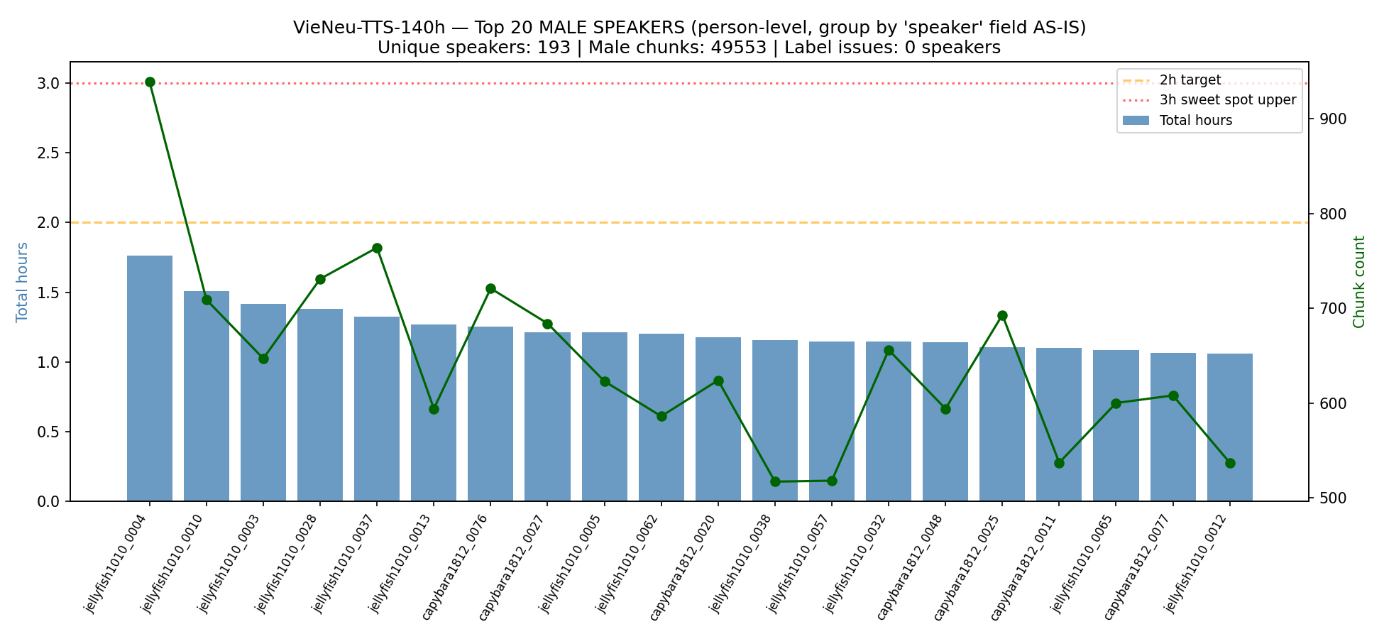 VieNeu-TTS-140h — Top 20 MALE SPEAKERS (person-level, group by 'speaker' field AS-IS)
Unique speakers: 193 | Male chunks: 49553 | Label issues: 0 speakers
2h target
3h sweet spot upper
Total hours
Total hours
3.0
2.5
2.0
1.5
1.0
0.5
0.0
Chunk count
900
800
700
600
500
jellyfish1010_0004
jellyfish1010_0010
jellyfish1010_0003
jellyfish1010_0028
jellyfish1010_0037
jellyfish1010_0013
capybara1812_0076
capybara1812_0027
jellyfish1010_0005
jellyfish1010_0062
capybara1812_0020
jellyfish1010_0038
jellyfish1010_0057
jellyfish1010_0032
capybara1812_0048
capybara1812_0025
capybara1812_0011
jellyfish1010_0065
capybara1812_0077
jellyfish1010_0012